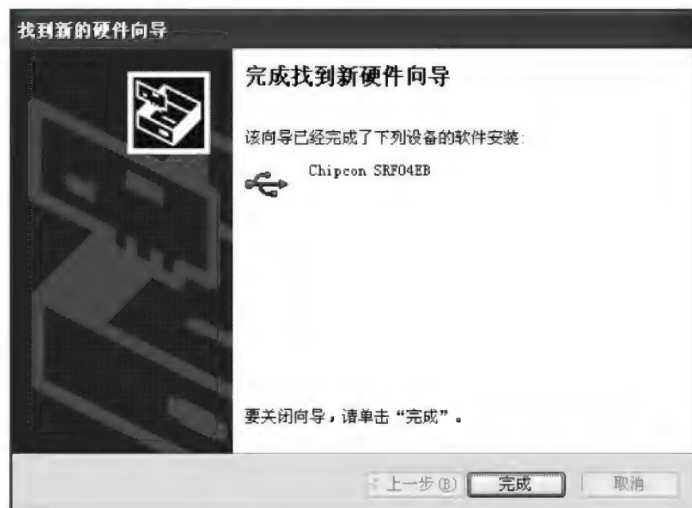 找到新的硬件向导
完成找到新硬件向导
该向导已经完成了下列设备的软件安装:
Chipcon SRF04EB
要关闭向导，请单击“完成”。
< 上一步(B)
完成
取消